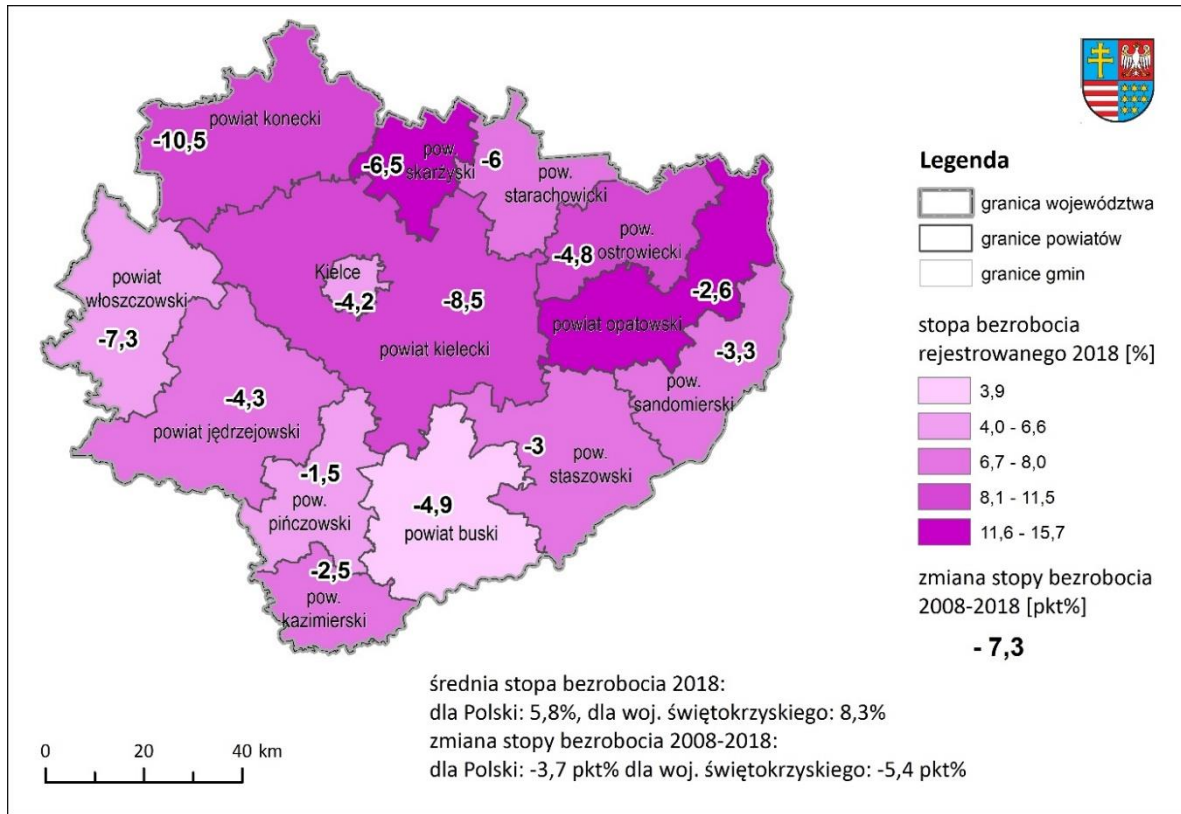 powiat konecki
-10,5
-6,5
pow.
skarżyski
-6
pow.
starachowicki
pow.
ostrowiecki
-4,8
powiat
włoszczowski
-7,3
Kielce
-4,2
-8,5
powiat kielecki
powiat opatowski
-2,6
-3,3
pow.
sandomierski
-4,3
powiat jędrzejowski
-1,5
pow.
pińczowski
-4,9
powiat buski
-3
pow.
staszowski
-2,5
pow.
kazimierski
Legenda
granica województwa
granice powiatów
granice gmin
stopa bezrobocia
rejestrowanego 2018 [%]
3,9
4,0 - 6,6
6,7 - 8,0
8,1 - 11,5
11,6 - 15,7
zmiana stopy bezrobocia
2008-2018 [pkt%]
- 7,3
średnia stopa bezrobocia 2018:
dla Polski: 5,8%, dla woj. świętokrzyskiego: 8,3%
zmiana stopy bezrobocia 2008-2018:
dla Polski: -3,7 pkt% dla woj. świętokrzyskiego: -5,4 pkt%
0 20 40 km